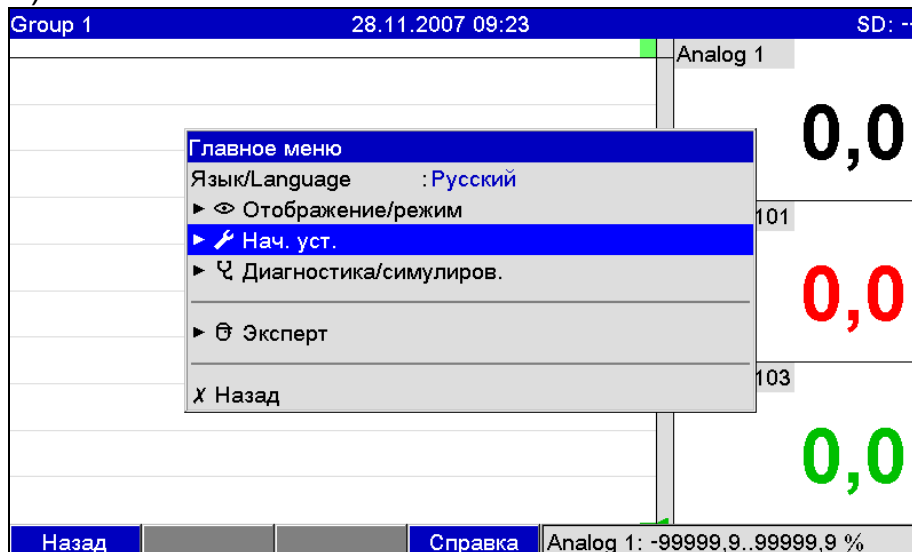 Group 1 28.11.2007 09:23 SD: --
Analog 1
0,0
Главное меню
Язык/Language :Русский
► Отображение/режим
► Нач. уст.
► Диагностика/симулиров.
► Эксперт
X Назад
101
0,0
103
0,0
Назад Справка Analog 1: -99999,9..99999,9 %